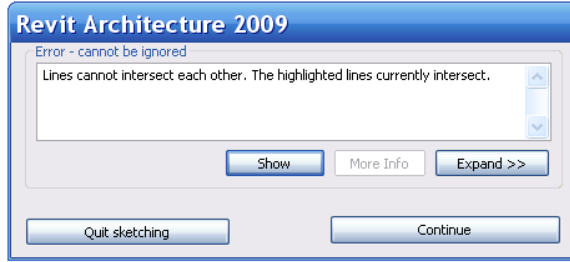 Revit Architecture 2009
Error - cannot be ignored
Lines cannot intersect each other. The highlighted lines currently intersect.
Show
More Info
Expand >>
Quit sketching
Continue